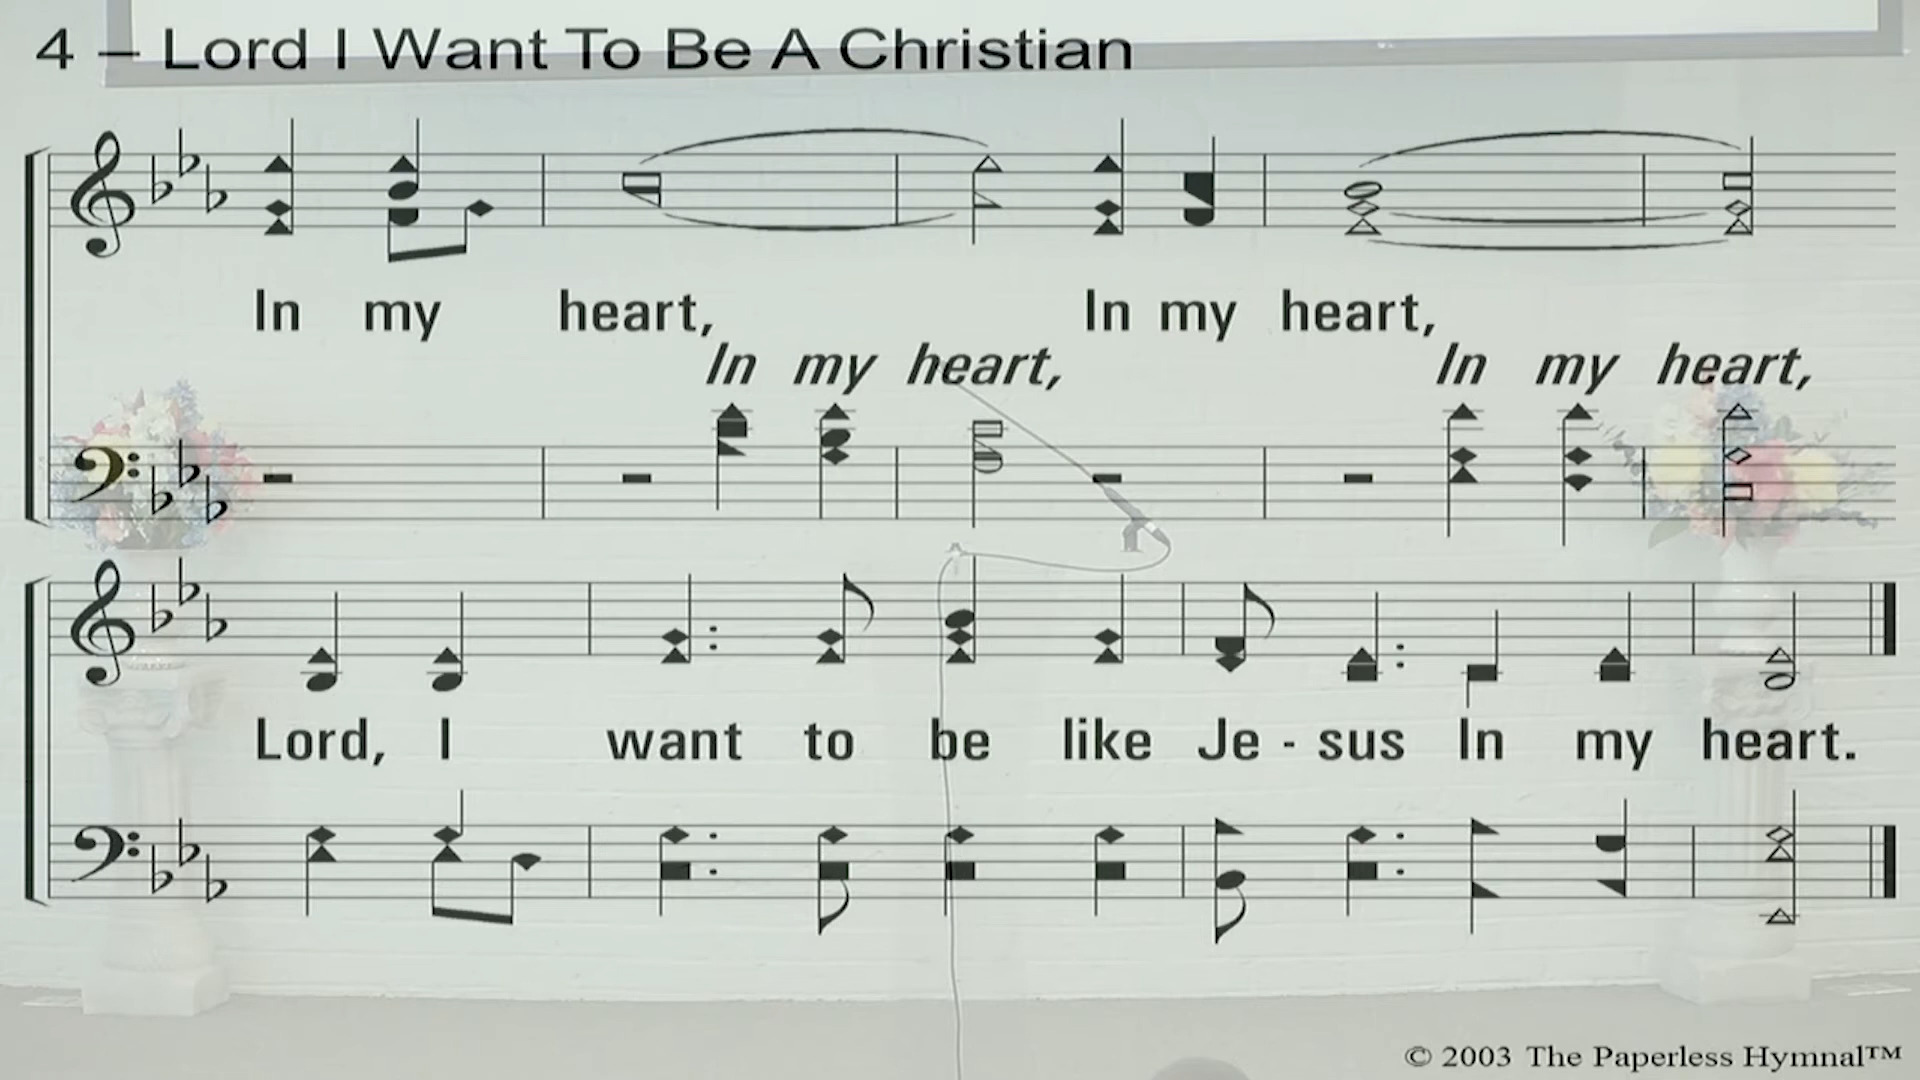 4 – Lord I Want To Be A Christian
In my heart, In my heart,
In my heart, In my heart,
Lord, I want to be like Je - sus In my heart.
© 2003 The Paperless Hymnal™